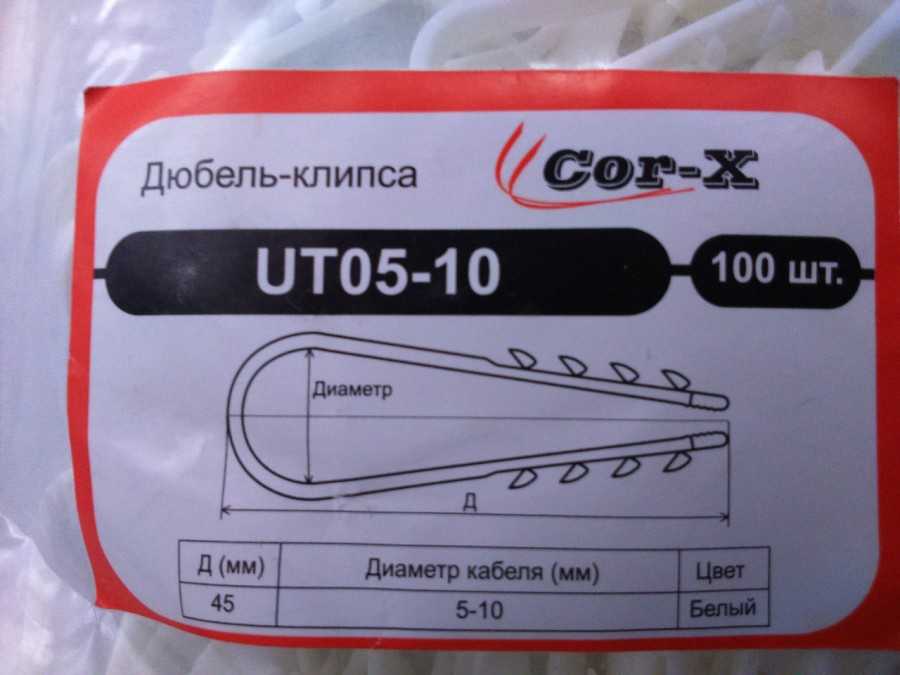 Дюбель-клипса
Cor-X
UT05-10
100 шт.
Диаметр
Д
Д (мм) Диаметр кабеля (мм) Цвет
45 5-10 Белый